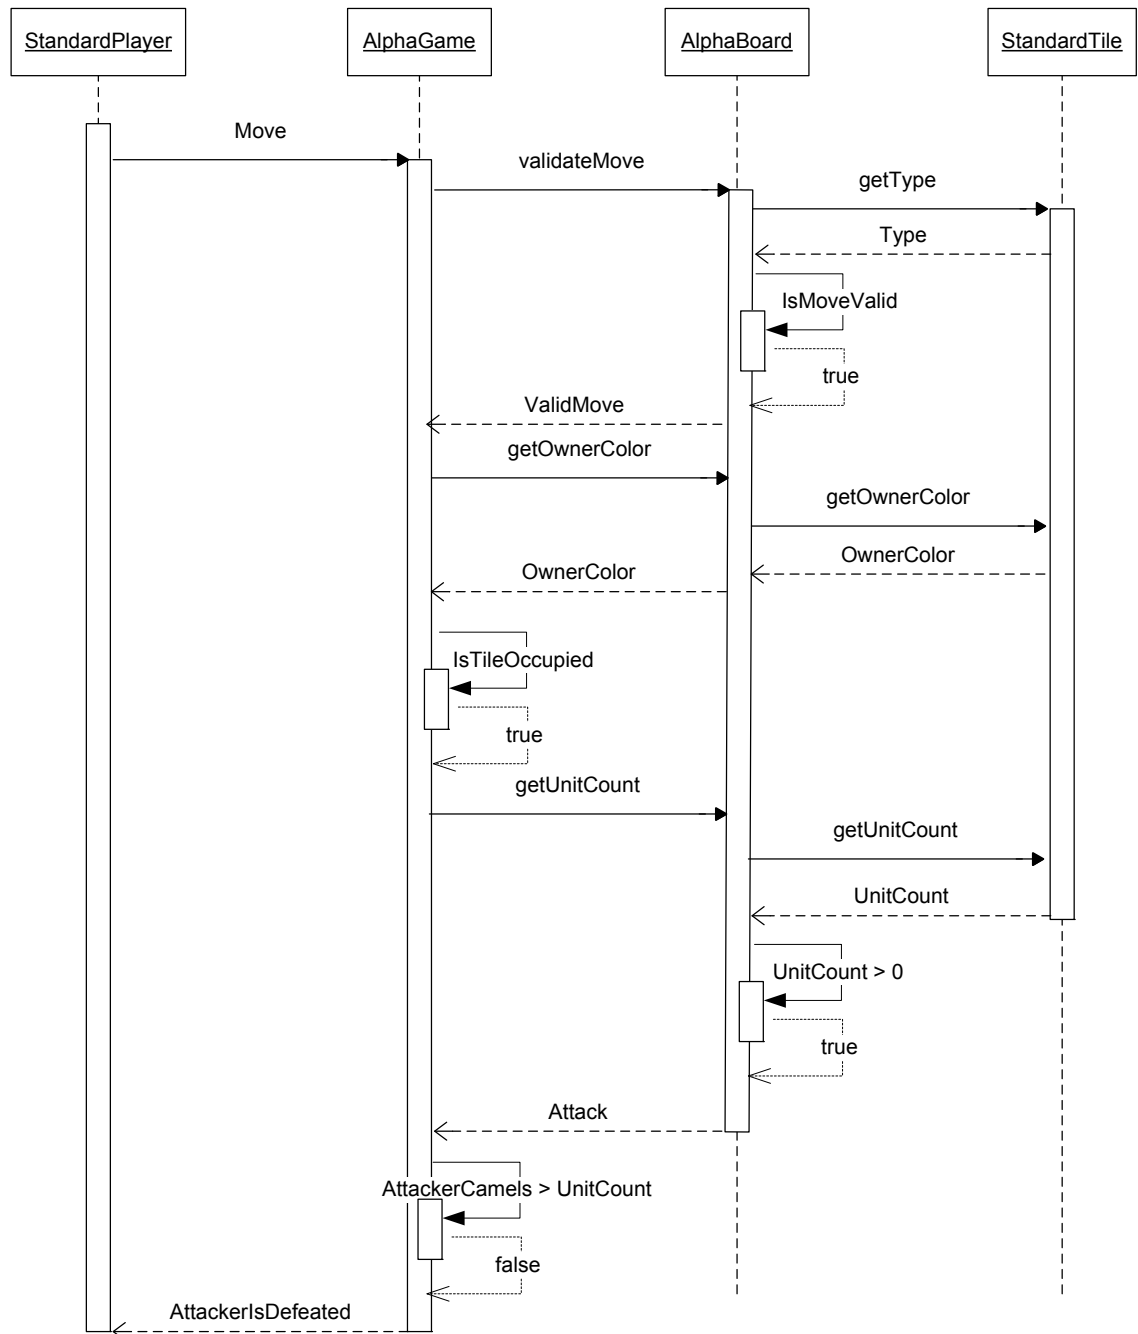 StandardPlayer
AlphaGame
AlphaBoard
StandardTile
Move
validateMove
getType
Type
IsMoveValid
true
ValidMove
getOwnerColor
getOwnerColor
OwnerColor
OwnerColor
IsTileOccupied
true
getUnitCount
getUnitCount
UnitCount
UnitCount > 0
true
Attack
AttackerCamels > UnitCount
false
AttackerIsDefeated